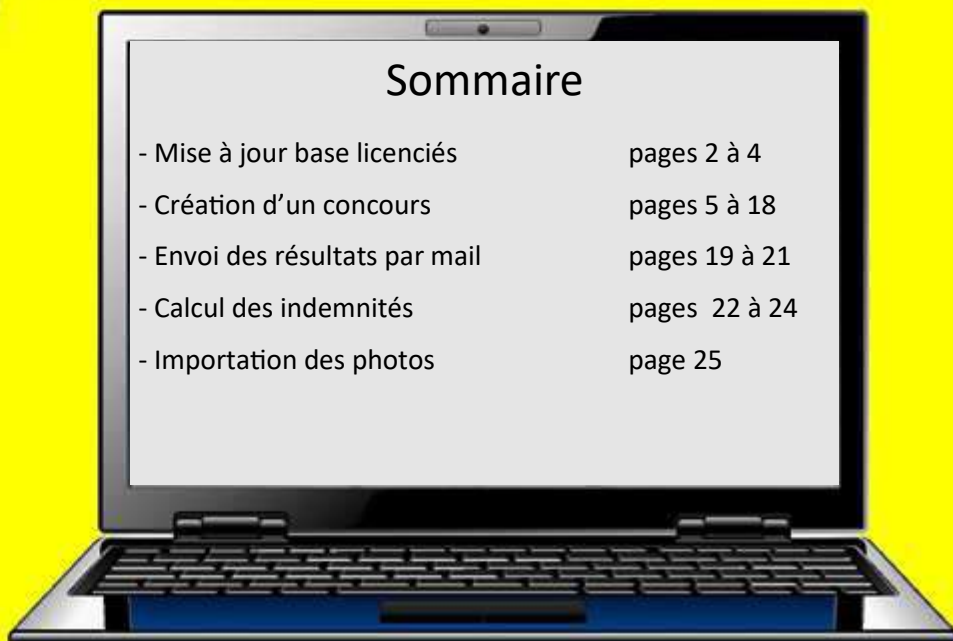 Sommaire
- Mise à jour base licenciés pages 2 à 4
- Création d’un concours pages 5 à 18
- Envoi des résultats par mail pages 19 à 21
- Calcul des indemnités pages 22 à 24
- Importation des photos page 25